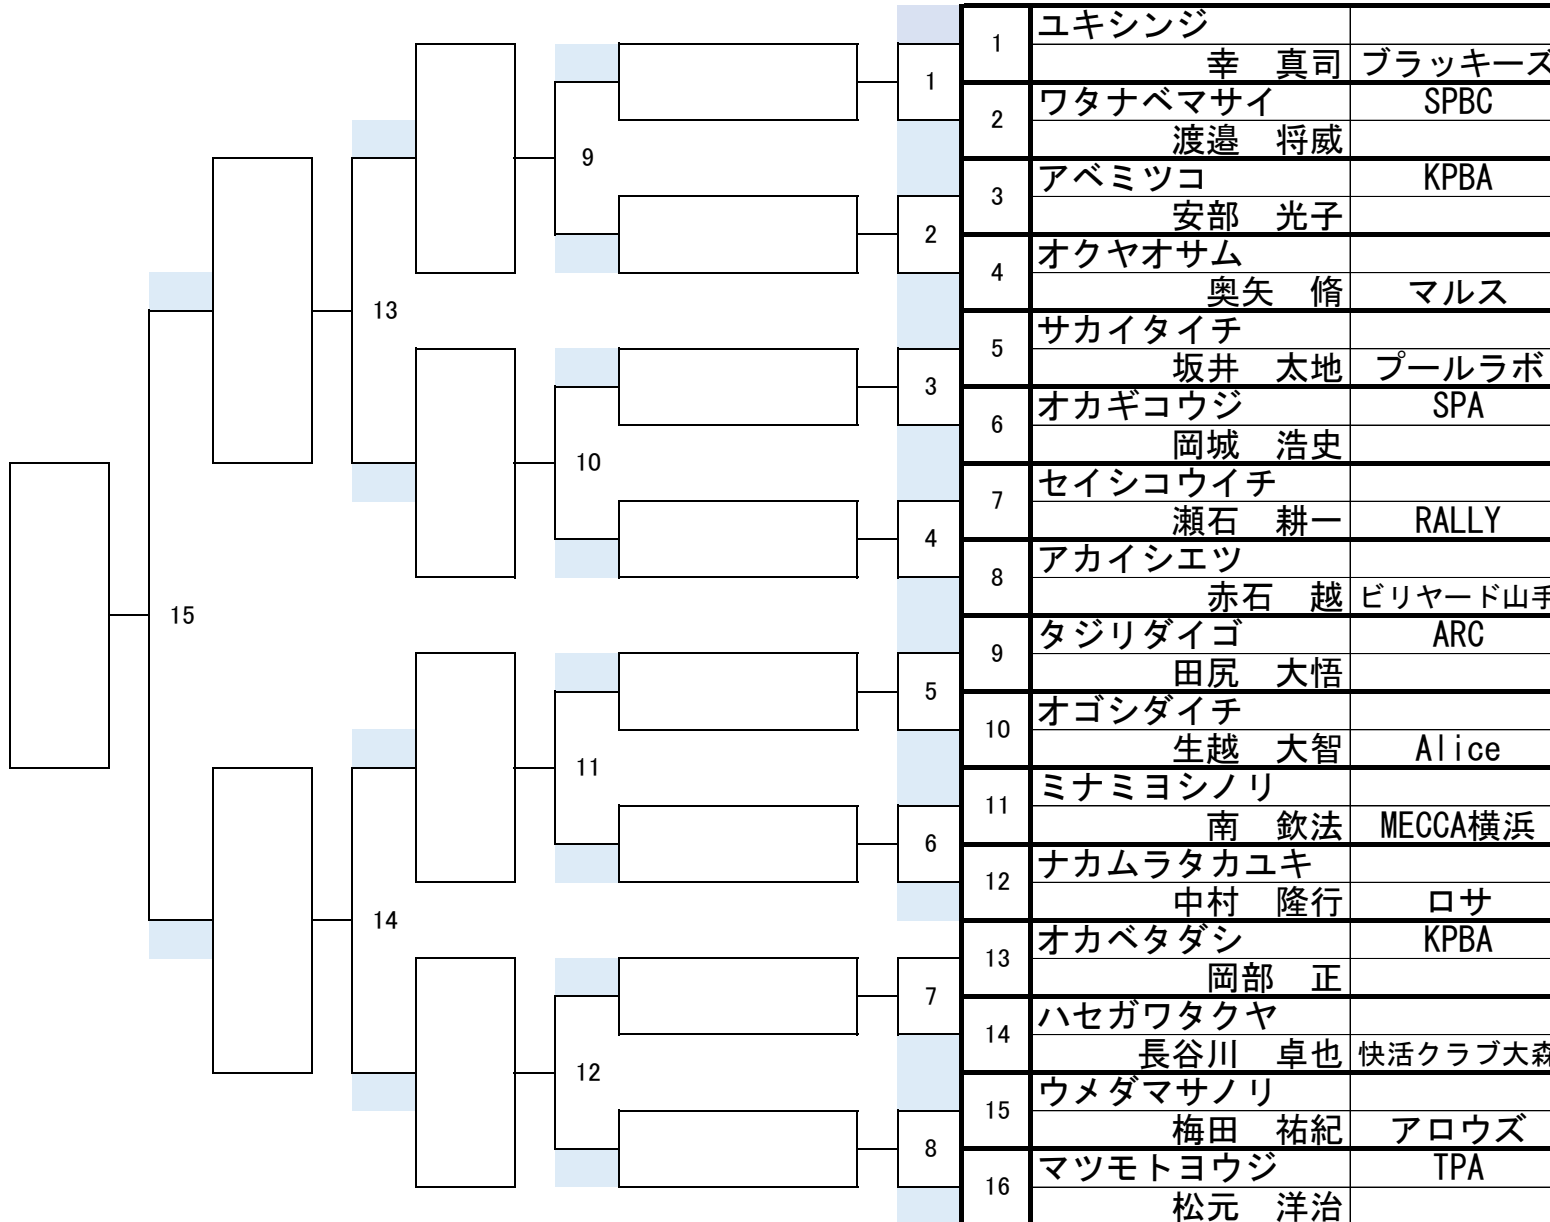 1
ユキシンジ
幸 真司 ブラッキーズ
1
2
ワタナベマサイ SPBC
渡邉 将威
9
3
アベミツコ KPBA
安部 光子
2
4
オクヤオサム
奥矢 脩 マルス
13
5
サカイタイチ
坂井 太地 プールラボ
3
6
オカギコウジ SPA
岡城 浩史
10
7
セイシコウイチ
瀬石 耕一 RALLY
4
8
アカイシエツ
赤石 越 ビリヤード山手
15
9
タジリダイゴ ARC
田尻 大悟
5
10
オゴシダイチ
生越 大智 Alice
11
11
ミナミヨシノリ
南 欽法 MECCA横浜
6
12
ナカムラタカユキ
中村 隆行 ロサ
14
13
オカベタダシ KPBA
岡部 正
7
14
ハセガワタクヤ
長谷川 卓也 快活クラブ大森
12
15
ウメダマサノリ
梅田 祐紀 アロウズ
8
16
マツモトヨウジ TPA
松元 洋治